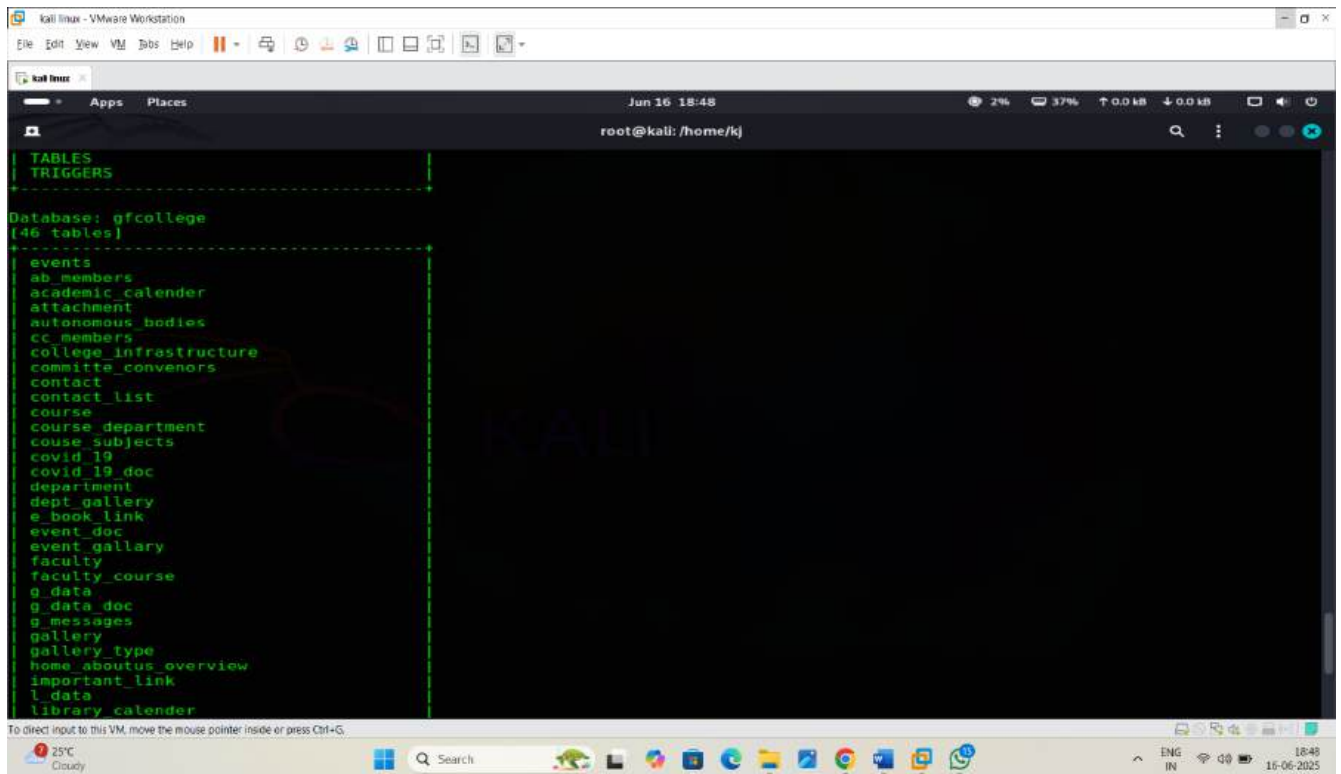 kali linux - VMware Workstation
File Edit View VM Tabs Help
kali linux
Apps Places Jun 16 18:48 2% 37% ↑ 0.0 kB ↓ 0.0 kB
root@kali: /home/kj
| TABLES |
| TRIGGERS |
+-----------------------------------------+
Database: gfcollege
[46 tables]
+-----------------------------------------+
| events |
| ab_members |
| academic_calender |
| attachment |
| autonomous_bodies |
| cc_members |
| college_infrastructure |
| committe_convenors |
| contact |
| contact_list |
| course |
| course_department |
| couse_subjects |
| covid_19 |
| covid_19_doc |
| department |
| dept_gallery |
| e_book_link |
| event_doc |
| event_gallary |
| faculty |
| faculty_course |
| g_data |
| g_data_doc |
| g_messages |
| gallery |
| gallery_type |
| home_aboutus_overview |
| important_link |
| l_data |
| library_calender |
KALI
To direct input to this VM, move the mouse pointer inside or press Ctrl+G.
25°C
Cloudy
Search
ENG
IN
18:48
16-06-2025